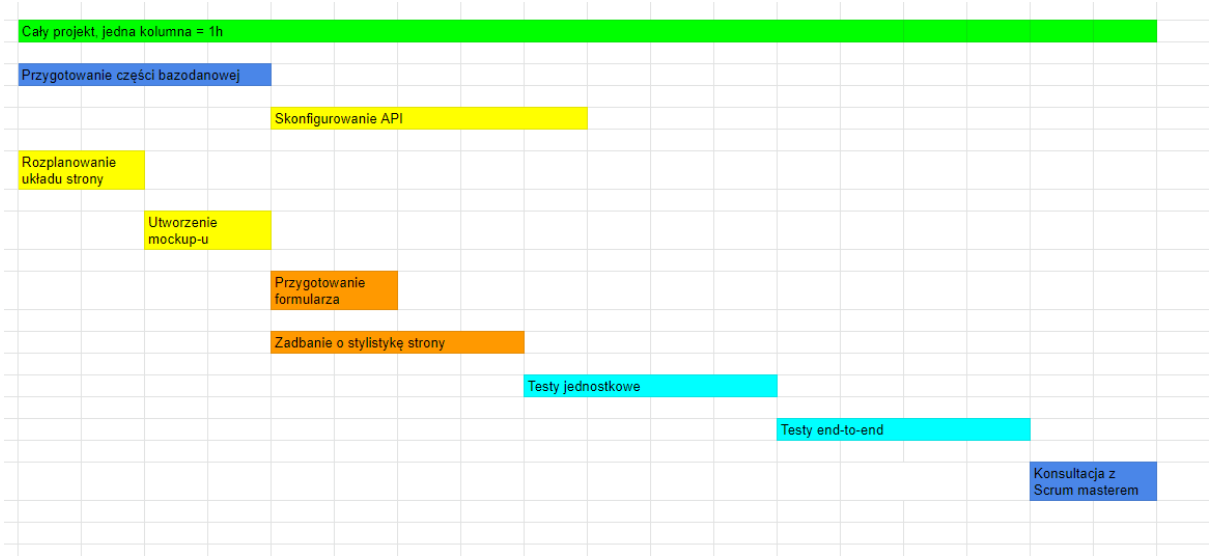 Cały projekt, jedna kolumna = 1h
Przygotowanie części bazodanowej
Skonfigurowanie API
Rozplanowanie
układu strony
Utworzenie
mockup-u
Przygotowanie
formularza
Zadbanie o stylistykę strony
Testy jednostkowe
Testy end-to-end
Konsultacja z
Scrum masterem